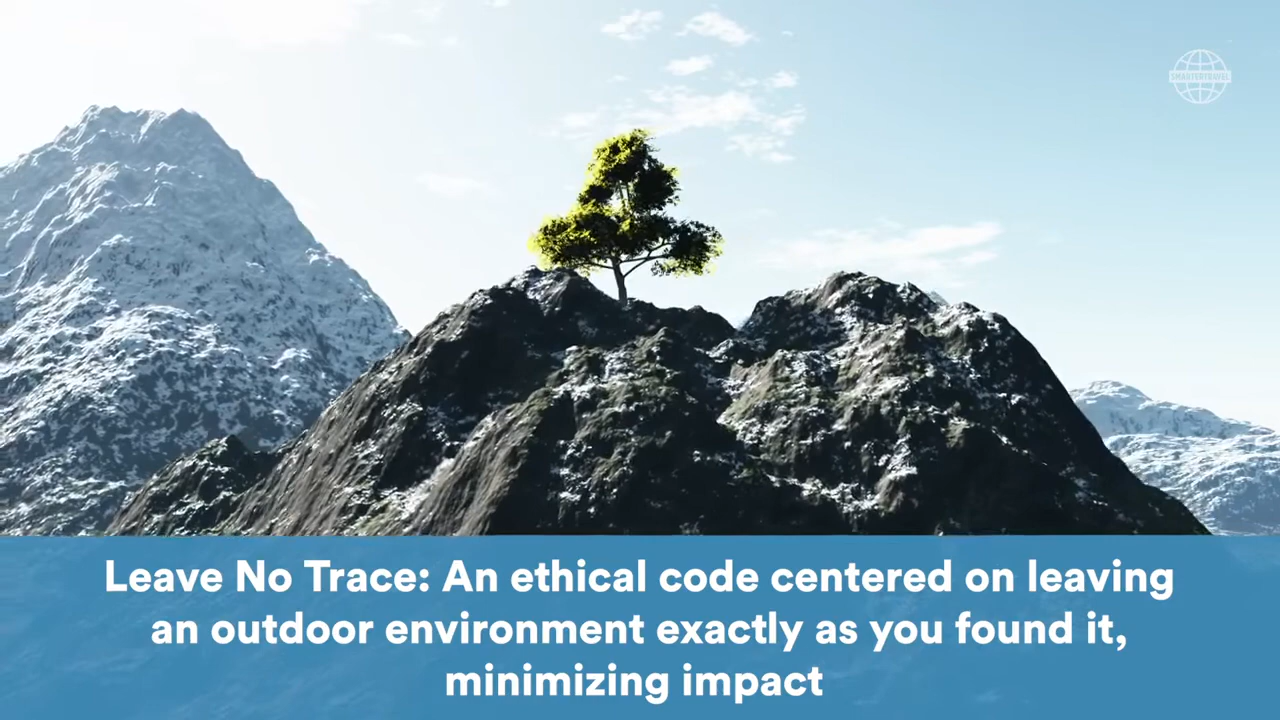 SMARTERTRAVEL
Leave No Trace: An ethical code centered on leaving
an outdoor environment exactly as you found it,
minimizing impact